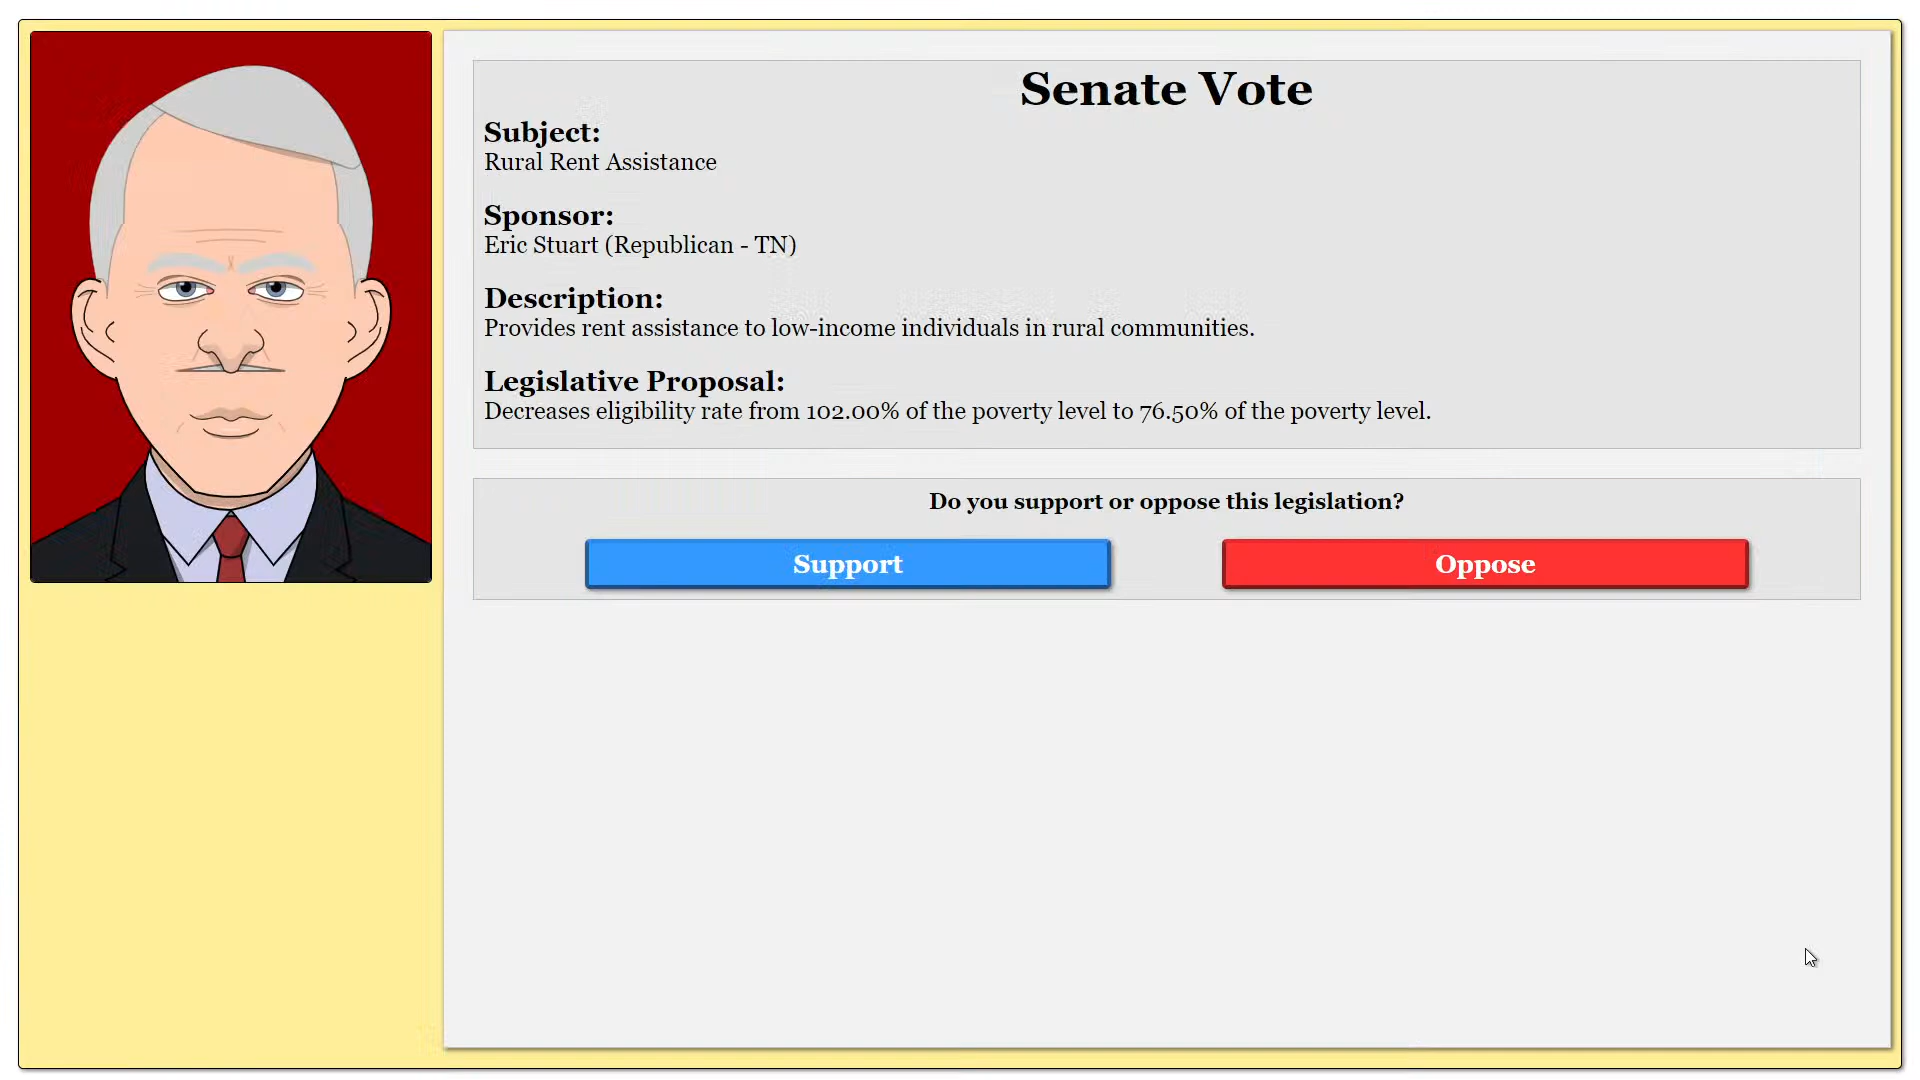 Senate Vote
Subject:
Rural Rent Assistance
Sponsor:
Eric Stuart (Republican - TN)
Description:
Provides rent assistance to low-income individuals in rural communities.
Legislative Proposal:
Decreases eligibility rate from 102.00% of the poverty level to 76.50% of the poverty level.
Do you support or oppose this legislation?
Support
Oppose